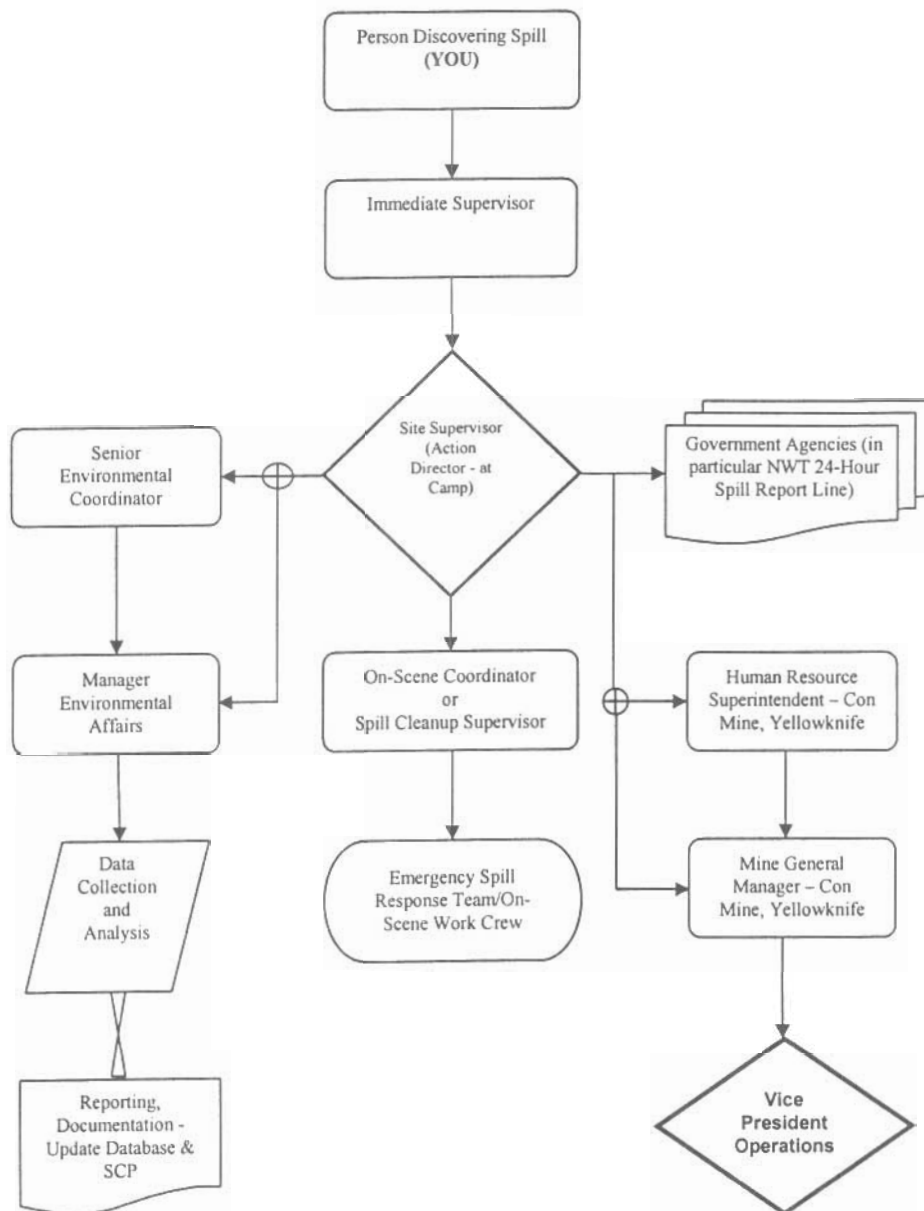 Person Discovering Spill
(YOU)
Immediate Supervisor
Site Supervisor
(Action
Director - at
Camp)
Senior
Environmental
Coordinator
Government Agencies (in
particular NWT 24-Hour
Spill Report Line)
Manager
Environmental
Affairs
On-Scene Coordinator
or
Spill Cleanup Supervisor
Human Resource
Superintendent – Con
Mine, Yellowknife
Data
Collection
and
Analysis
Emergency Spill
Response Team/On-
Scene Work Crew
Mine General
Manager – Con
Mine, Yellowknife
Reporting,
Documentation -
Update Database &
SCP
Vice
President
Operations